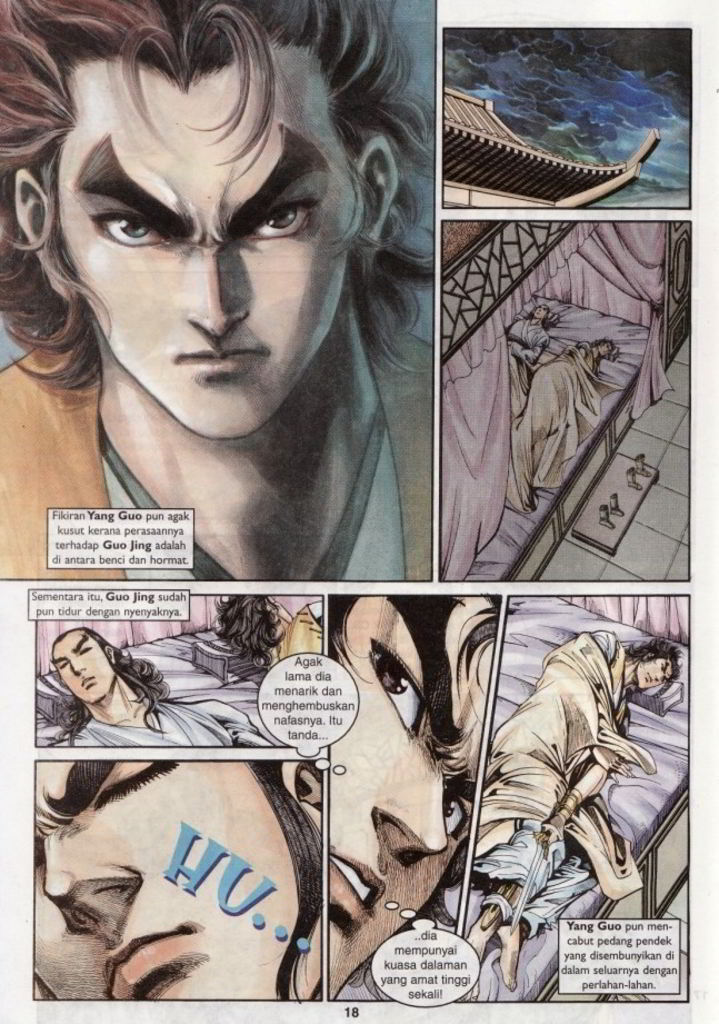 Fikiran Yang Guo pun agak
kusut kerana perasaannya
terhadap Guo Jing adalah
di antara benci dan hormat.
Sementara itu, Guo Jing sudah
pun tidur dengan nyenyaknya.
Agak
lama dia
menarik dan
menghembuskan
nafasnya. Itu
tanda...
HU...
..dia
mempunyai
kuasa dalaman
yang amat tinggi
sekali!
Yang Guo pun men-
cabut pedang pendek
yang disembunyikan di
dalam seluarnya dengan
perlahan-lahan.
18